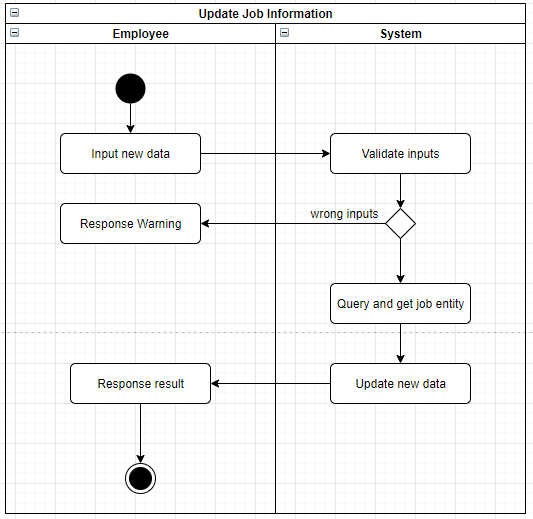 Update Job Information
Employee
System
Input new data
Validate inputs
Response Warning
wrong inputs
Query and get job entity
Response result
Update new data